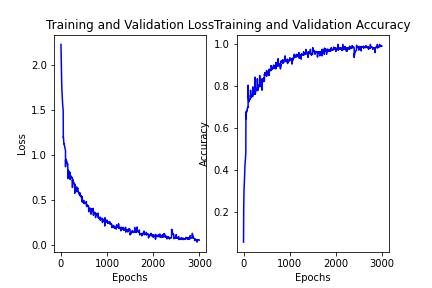 Training and Validation Loss
2.0
1.5
1.0
0.5
0.0
Loss
0 1000 2000 3000
Epochs
Training and Validation Accuracy
1.0
0.8
0.6
0.4
0.2
Accuracy
0 1000 2000 3000
Epochs